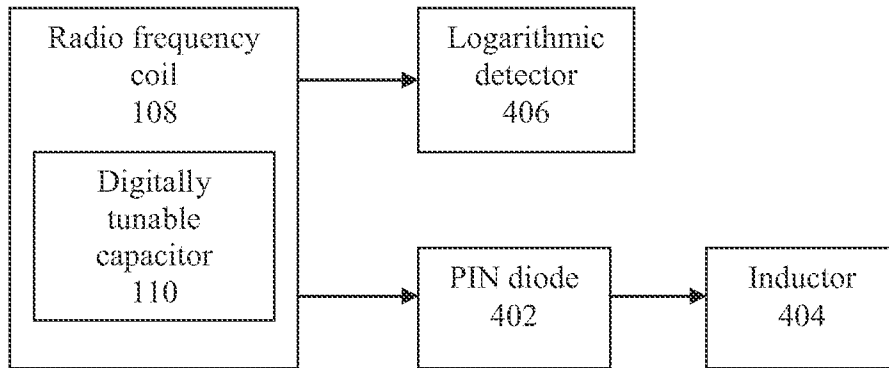 Radio frequency
coil
108
Digitally
tunable
capacitor
110
Logarithmic
detector
406
PIN diode
402
Inductor
404